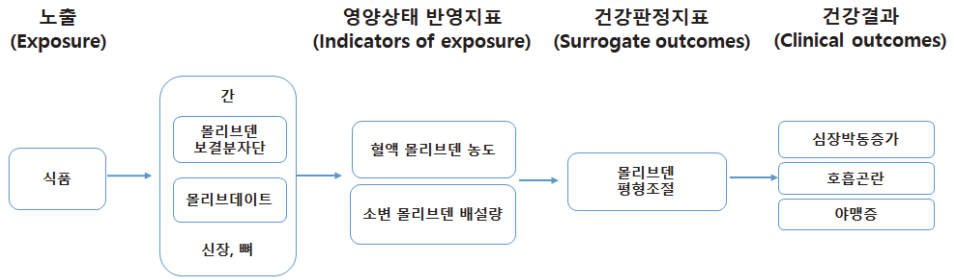 노출
(Exposure)
영양상태 반영지표
(Indicators of exposure)
건강판정지표
(Surrogate outcomes)
건강결과
(Clinical outcomes)
식품
간
몰리브덴
보결분자단
몰리브데이트
신장, 뼈
혈액 몰리브덴 농도
소변 몰리브덴 배설량
몰리브덴
평형조절
심장박동증가
호흡곤란
야맹증